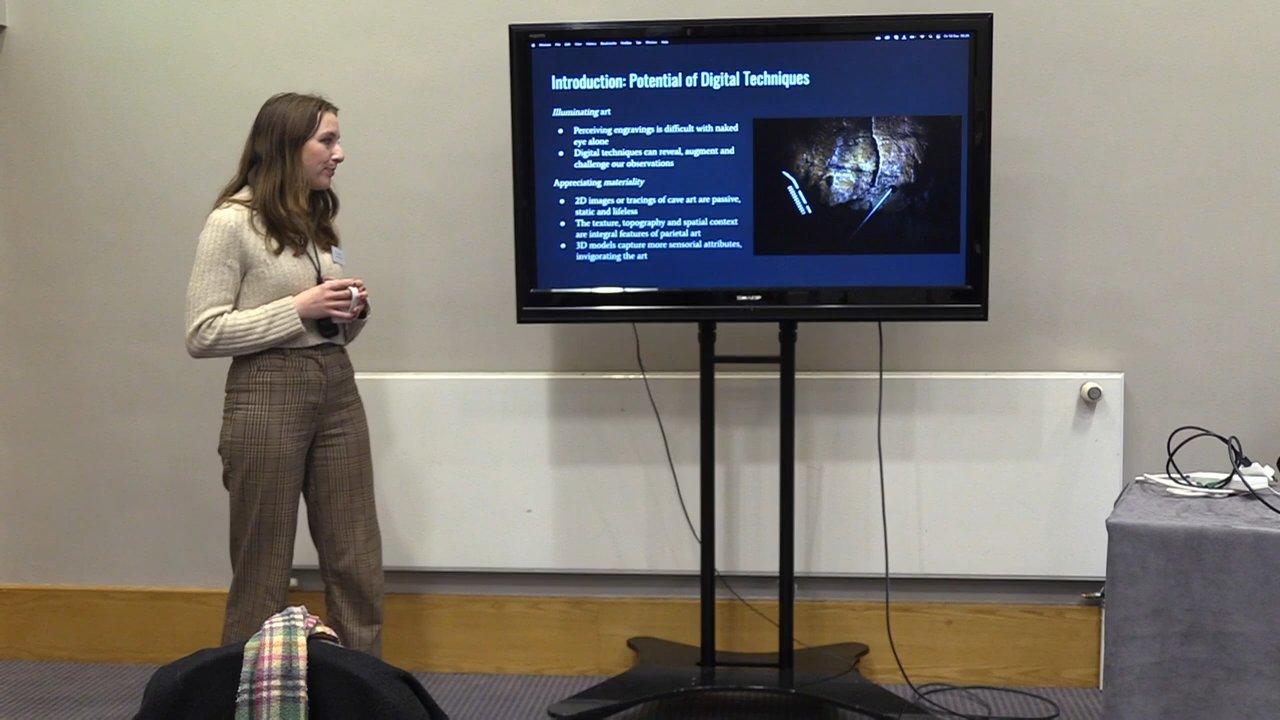 Introduction: Potential of Digital Techniques
Illuminating art
Perceiving engravings is difficult with naked
eye alone
Digital techniques can reveal, augment and
challenge our observations
Appreciating materiality
2D images or tracings of cave art are passive,
static and lifeless
The texture, topography and spatial context
are integral features of parietal art
3D models capture more sensorial attributes,
invigorating the art
SHARP